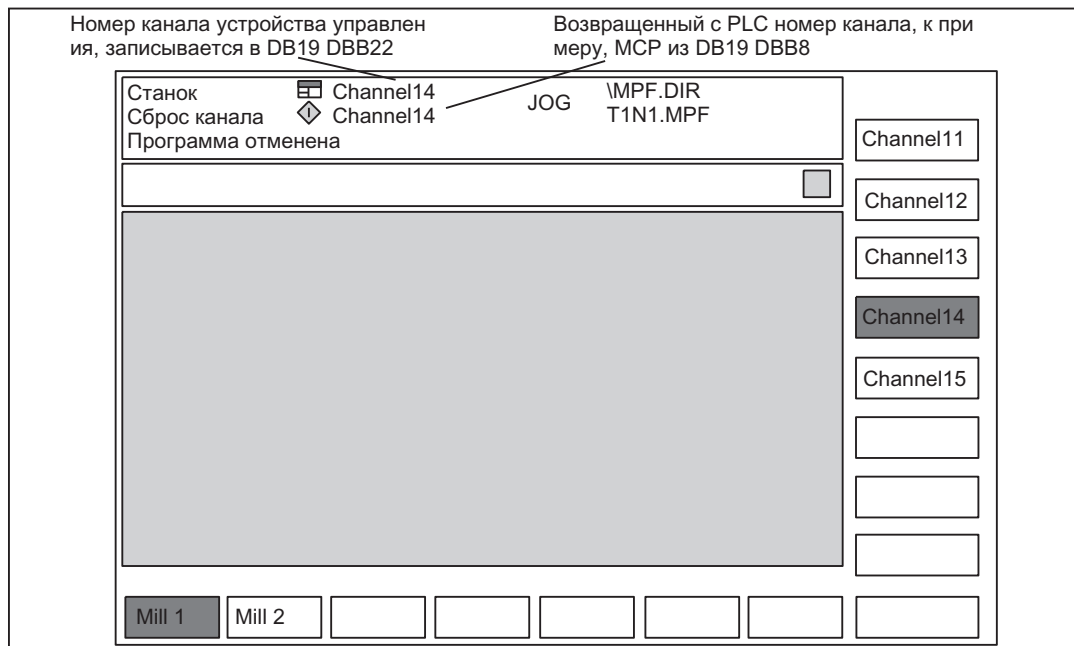 Номер канала устройства управлен
ия, записывается в DB19 DBB22
Возвращенный с PLC номер канала, к при
меру, MCP из DB19 DBB8
Станок
Channel14
JOG
\MPF.DIR
Сброс канала
Channel14
T1N1.MPF
Программа отменена
Channel11
Channel12
Channel13
Channel14
Channel15
Mill 1
Mill 2